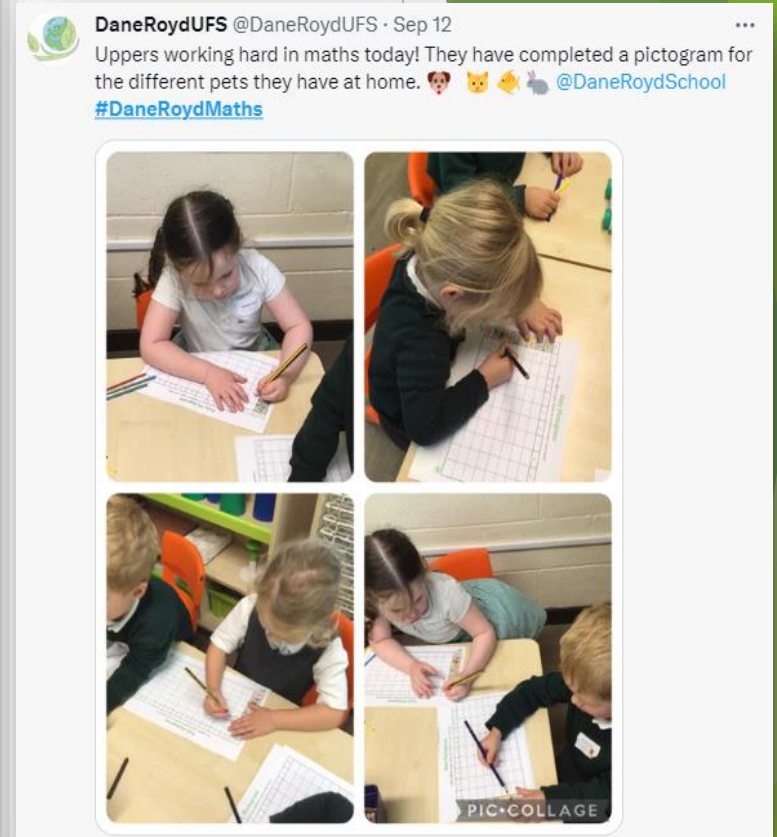 DaneRoydUFS @DaneRoydUFS · Sep 12
Uppers working hard in maths today! They have completed a pictogram for
the different pets they have at home. 🐶 🐱 🐠 🐇 @DaneRoydSchool
#DaneRoydMaths
PIC•COLLAGE